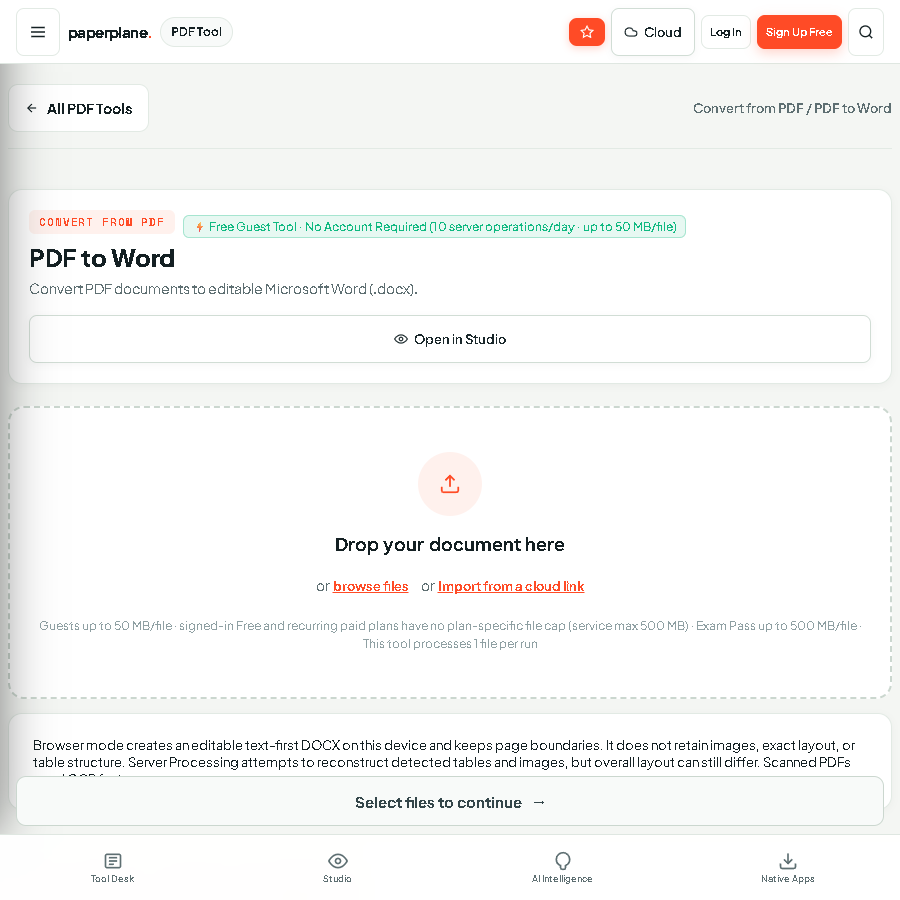 paperplane.
PDF Tool
Cloud
Log In
Sign Up Free
All PDF Tools
Convert from PDF / PDF to Word
CONVERT FROM PDF
Free Guest Tool · No Account Required (10 server operations/day · up to 50 MB/file)
PDF to Word
Convert PDF documents to editable Microsoft Word (.docx).
Open in Studio
Drop your document here
or browse files or Import from a cloud link
Guests up to 50 MB/file · signed-in Free and recurring paid plans have no plan-specific file cap (service max 500 MB) · Exam Pass up to 500 MB/file ·
This tool processes 1 file per run
Browser mode creates an editable text-first DOCX on this device and keeps page boundaries. It does not retain images, exact layout, or
table structure. Server Processing attempts to reconstruct detected tables and images, but overall layout can still differ. Scanned PDFs
Select files to continue →
Tool Desk
Studio
AI Intelligence
Native Apps